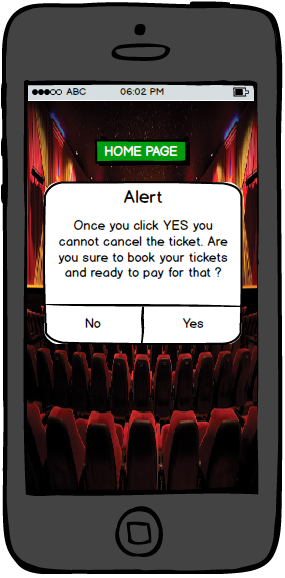 ABC 06:02 PM
HOME PAGE
Alert
Once you click YES you
cannot cancel the ticket. Are
you sure to book your tickets
and ready to pay for that ?
No Yes